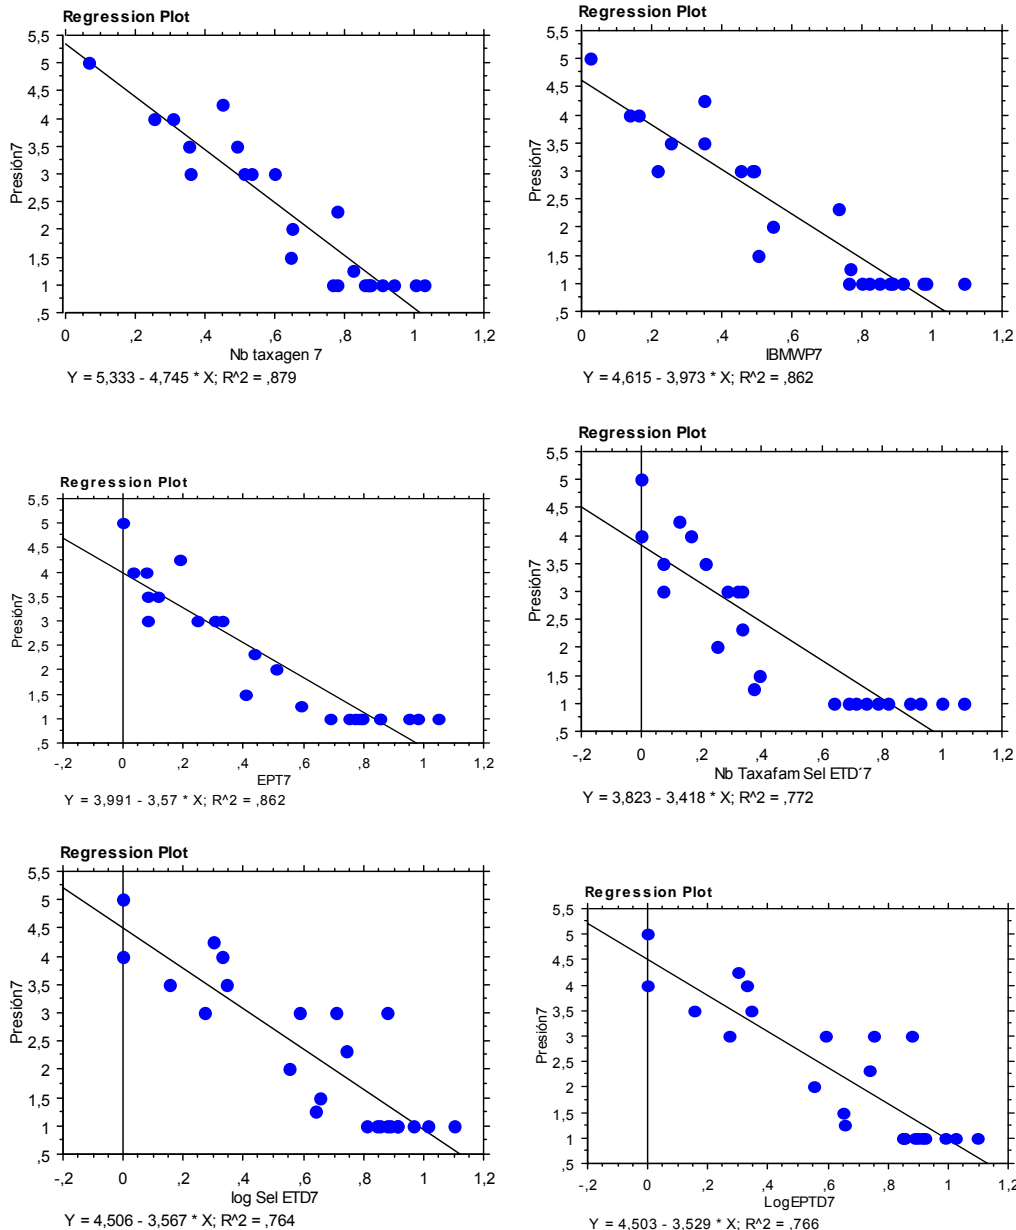 Regression Plot
5,5
5
4,5
4
3,5
3
2,5
2
1,5
1
,5
Presión7
0 ,2 ,4 ,6 ,8 1 1,2
Nb taxagen 7
Y = 5,333 - 4,745 * X; R^2 = ,879
Regression Plot
5,5
5
4,5
4
3,5
3
2,5
2
1,5
1
,5
Presión7
0 ,2 ,4 ,6 ,8 1 1,2
IBMWP7
Y = 4,615 - 3,973 * X; R^2 = ,862
Regression Plot
5,5
5
4,5
4
3,5
3
2,5
2
1,5
1
,5
Presión7
-,2 0 ,2 ,4 ,6 ,8 1 1,2
EPT7
Y = 3,991 - 3,57 * X; R^2 = ,862
Regression Plot
5,5
5
4,5
4
3,5
3
2,5
2
1,5
1
,5
Presión7
-,2 0 ,2 ,4 ,6 ,8 1 1,2
Nb Taxafam Sel ETD´7
Y = 3,823 - 3,418 * X; R^2 = ,772
Regression Plot
5,5
5
4,5
4
3,5
3
2,5
2
1,5
1
,5
Presión7
-,2 0 ,2 ,4 ,6 ,8 1 1,2
log Sel ETD7
Y = 4,506 - 3,567 * X; R^2 = ,764
Regression Plot
5,5
5
4,5
4
3,5
3
2,5
2
1,5
1
,5
Presión7
-,2 0 ,2 ,4 ,6 ,8 1 1,2
LogEPTD7
Y = 4,503 - 3,529 * X; R^2 = ,766